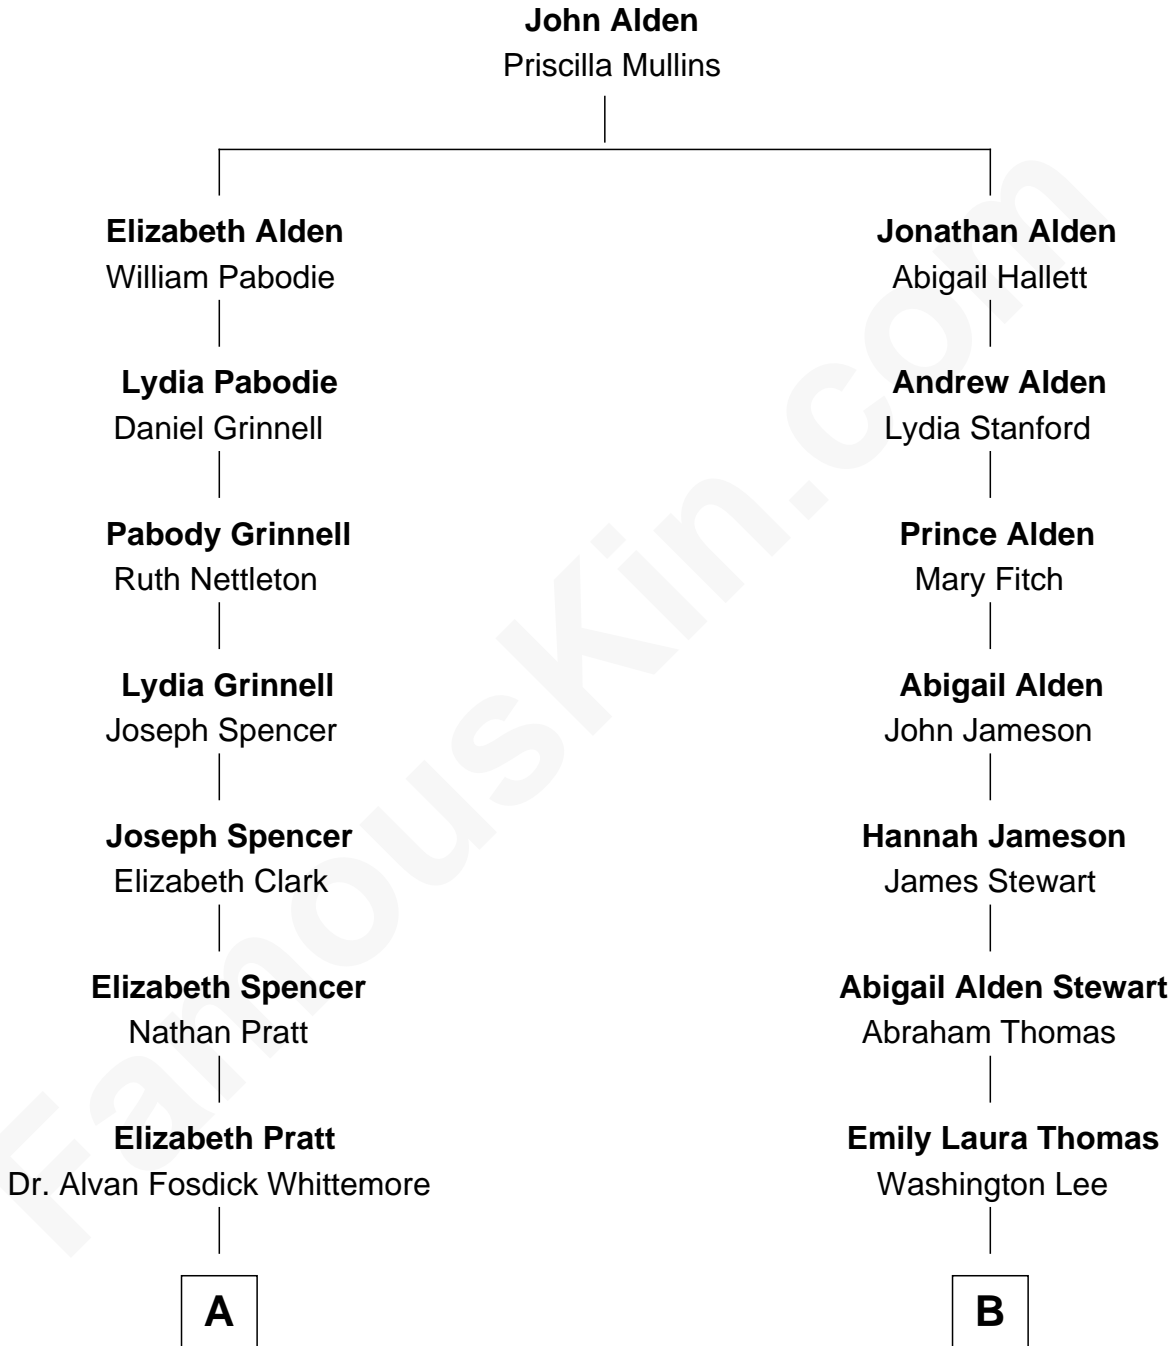 John Alden
Priscilla Mullins
Elizabeth Alden
William Pabodie
Jonathan Alden
Abigail Hallett
Lydia Pabodie
Daniel Grinnell
Andrew Alden
Lydia Stanford
Pabody Grinnell
Ruth Nettleton
Prince Alden
Mary Fitch
Lydia Grinnell
Joseph Spencer
Abigail Alden
John Jameson
Joseph Spencer
Elizabeth Clark
Hannah Jameson
James Stewart
Elizabeth Spencer
Nathan Pratt
Abigail Alden Stewart
Abraham Thomas
Elizabeth Pratt
Dr. Alvan Fosdick Whittemore
Emily Laura Thomas
Washington Lee
A
B
FamousKin.com